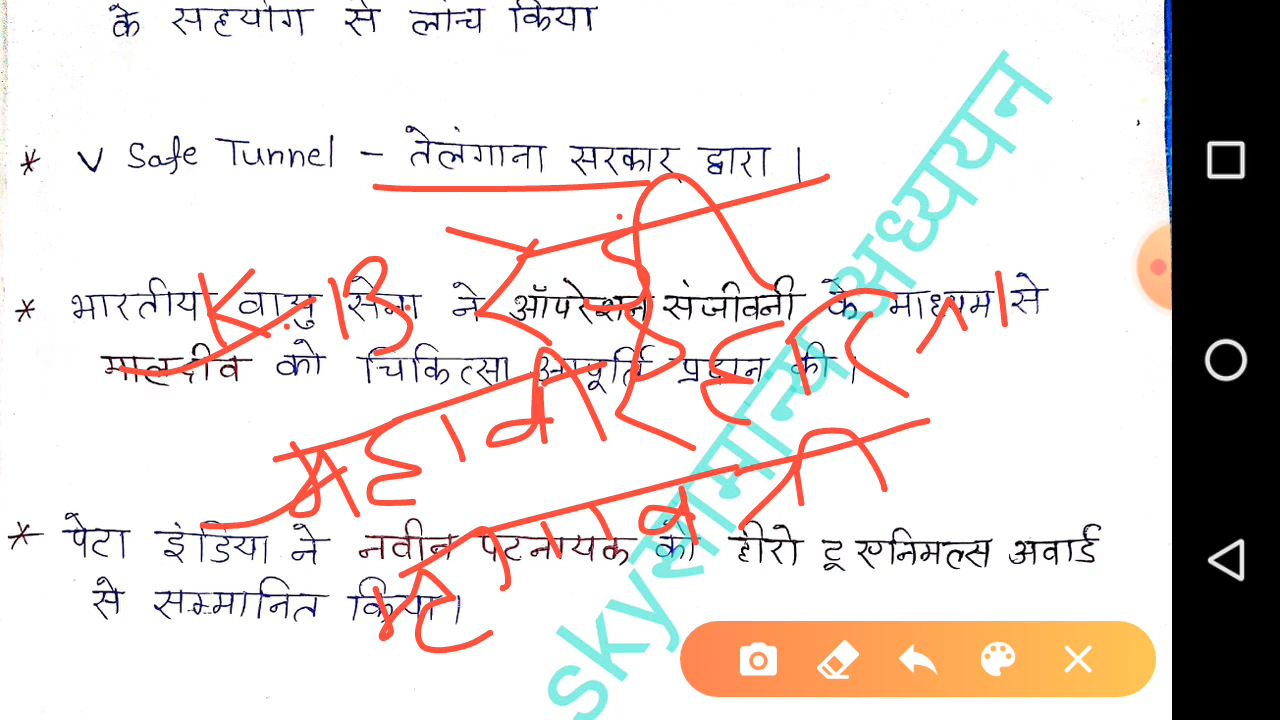 के सहयोग से लांच किया
* V Safe Tunnel - तेलंगाना सरकार द्वारा ।
* भारतीय वायु सेना ने ऑपरेशन संजीवनी के माध्यम से
मालदीव को चिकित्सा आपूर्ति प्रदान की ।
* पेटा इंडिया ने नवीन पटनायक को हीरो टू एनिमल्स अवार्ड
से सम्मानित किया।
sky सामान्य अध्ययन